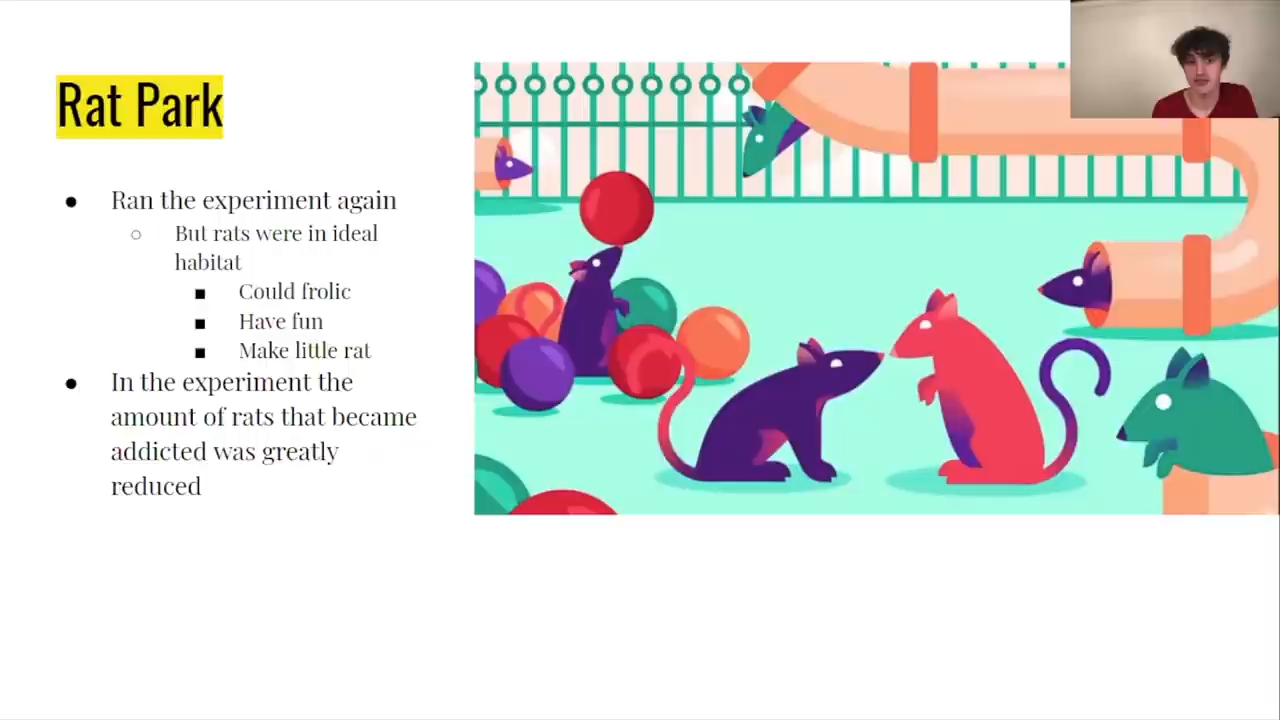 Rat Park
● Ran the experiment again
○ But rats were in ideal
habitat
■ Could frolic
■ Have fun
■ Make little rat
● In the experiment the
amount of rats that became
addicted was greatly
reduced